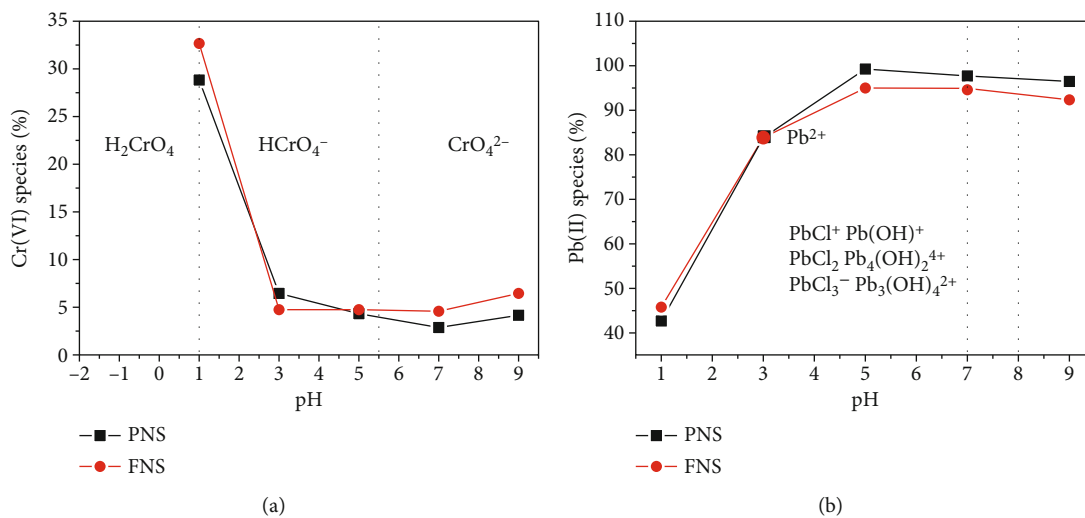 35
30
25
20
15
10
5
0
Cr(VI) species (%)
H₂CrO₄
HCrO₄⁻
CrO₄²⁻
–2 –1 0 1 2 3 4 5 6 7 8 9
pH
PNS
FNS
(a)
110
100
90
80
70
60
50
40
Pb(II) species (%)
Pb²⁺
PbCl⁺ Pb(OH)⁺
PbCl₂ Pb₄(OH)₂⁴⁺
PbCl₃⁻ Pb₃(OH)₄²⁺
1 2 3 4 5 6 7 8 9
pH
PNS
FNS
(b)